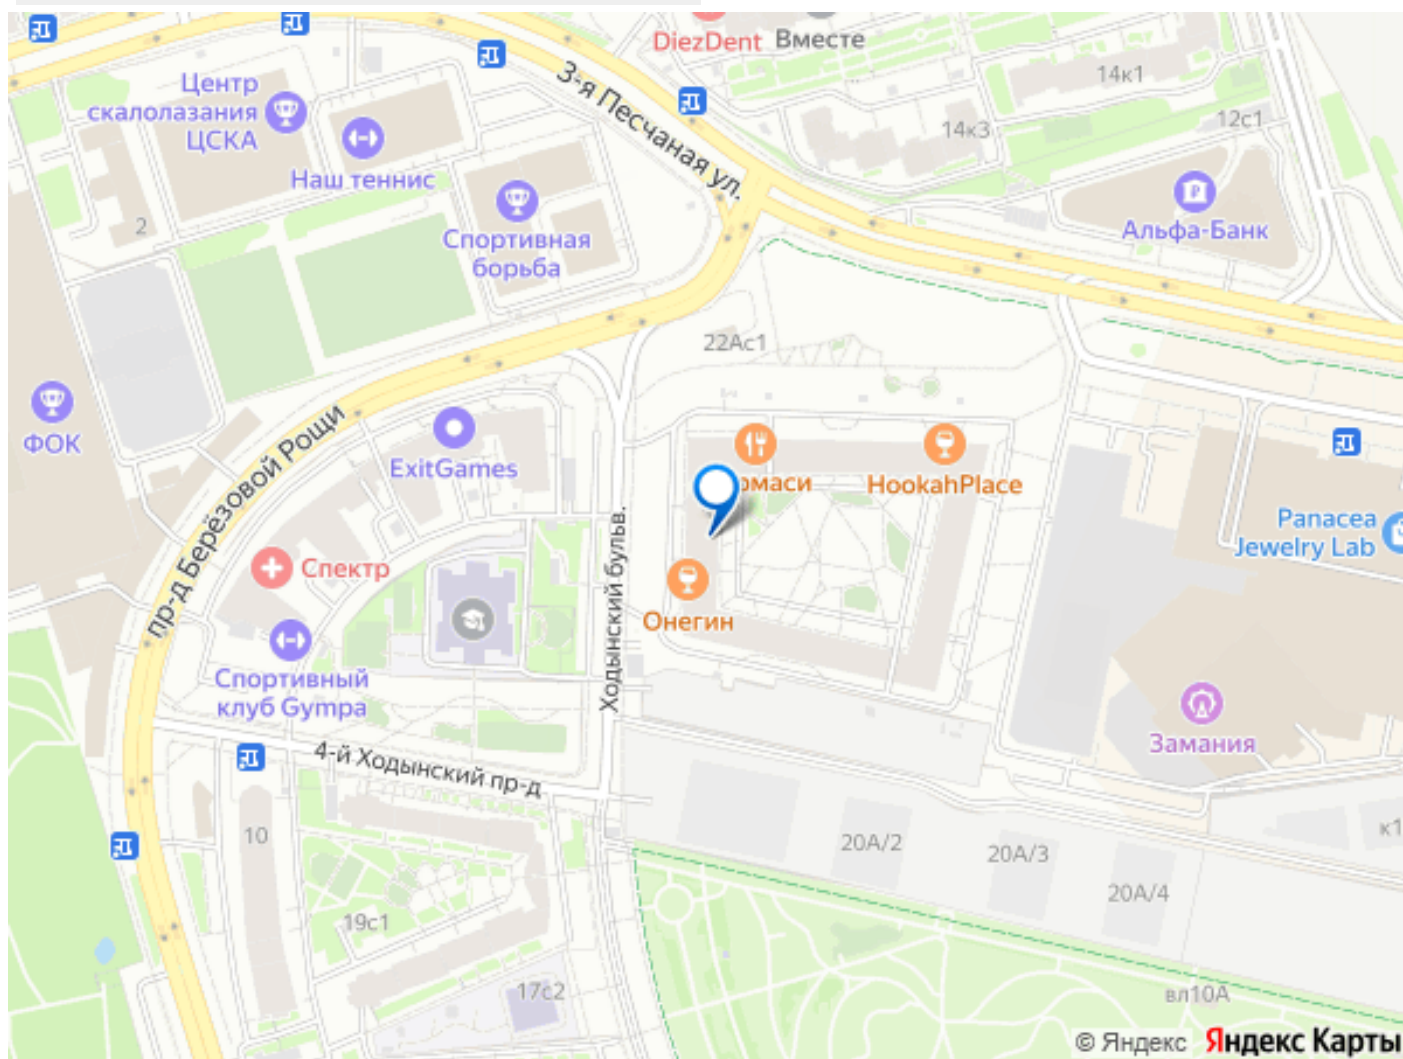 DiezDent
Вместе
14к1
Центр
скалолазания
ЦСКА
3-я Песчаная ул.
12с1
14к3
Наш теннис
2
Спортивная
борьба
Альфа-Банк
22Ас1
ФОК
пр-д Берёзовой Рощи
ExitGames
HookahPlace
Ходынский бульв.
Panacea
Jewelry Lab
Спектр
Онегин
Спортивный
клуб Gympa
Замания
4-й Ходынский пр-д
10
20А/2
20А/3
20А/4
к1
19с1
17с2
вл10А
© Яндекс Яндекс Карты